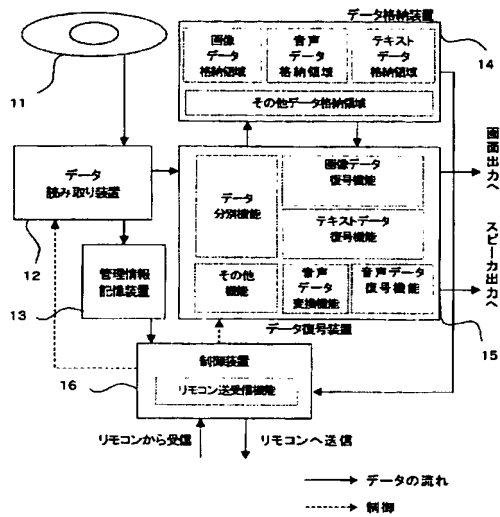 データ格納装置
画像
データ
格納領域
音声
データ
格納領域
テキスト
データ
格納領域
その他データ格納領域
14
11
データ
読み取り装置
12
データ
分別機能
画像データ
復号機能
テキストデータ
復号機能
その他
機能
音声
データ
変換機能
音声データ
復号機能
データ復号装置
15
画面出力へ
スピーカ出力へ
管理情報
記憶装置
13
制御装置
16
リモコン送受信機能
リモコンから受信
リモコンへ送信
データの流れ
制御